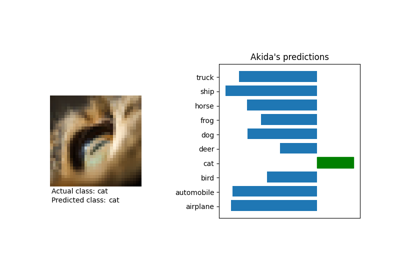 Akida's predictions
truck
ship
horse
frog
dog
deer
cat
bird
automobile
airplane
Actual class: cat
Predicted class: cat